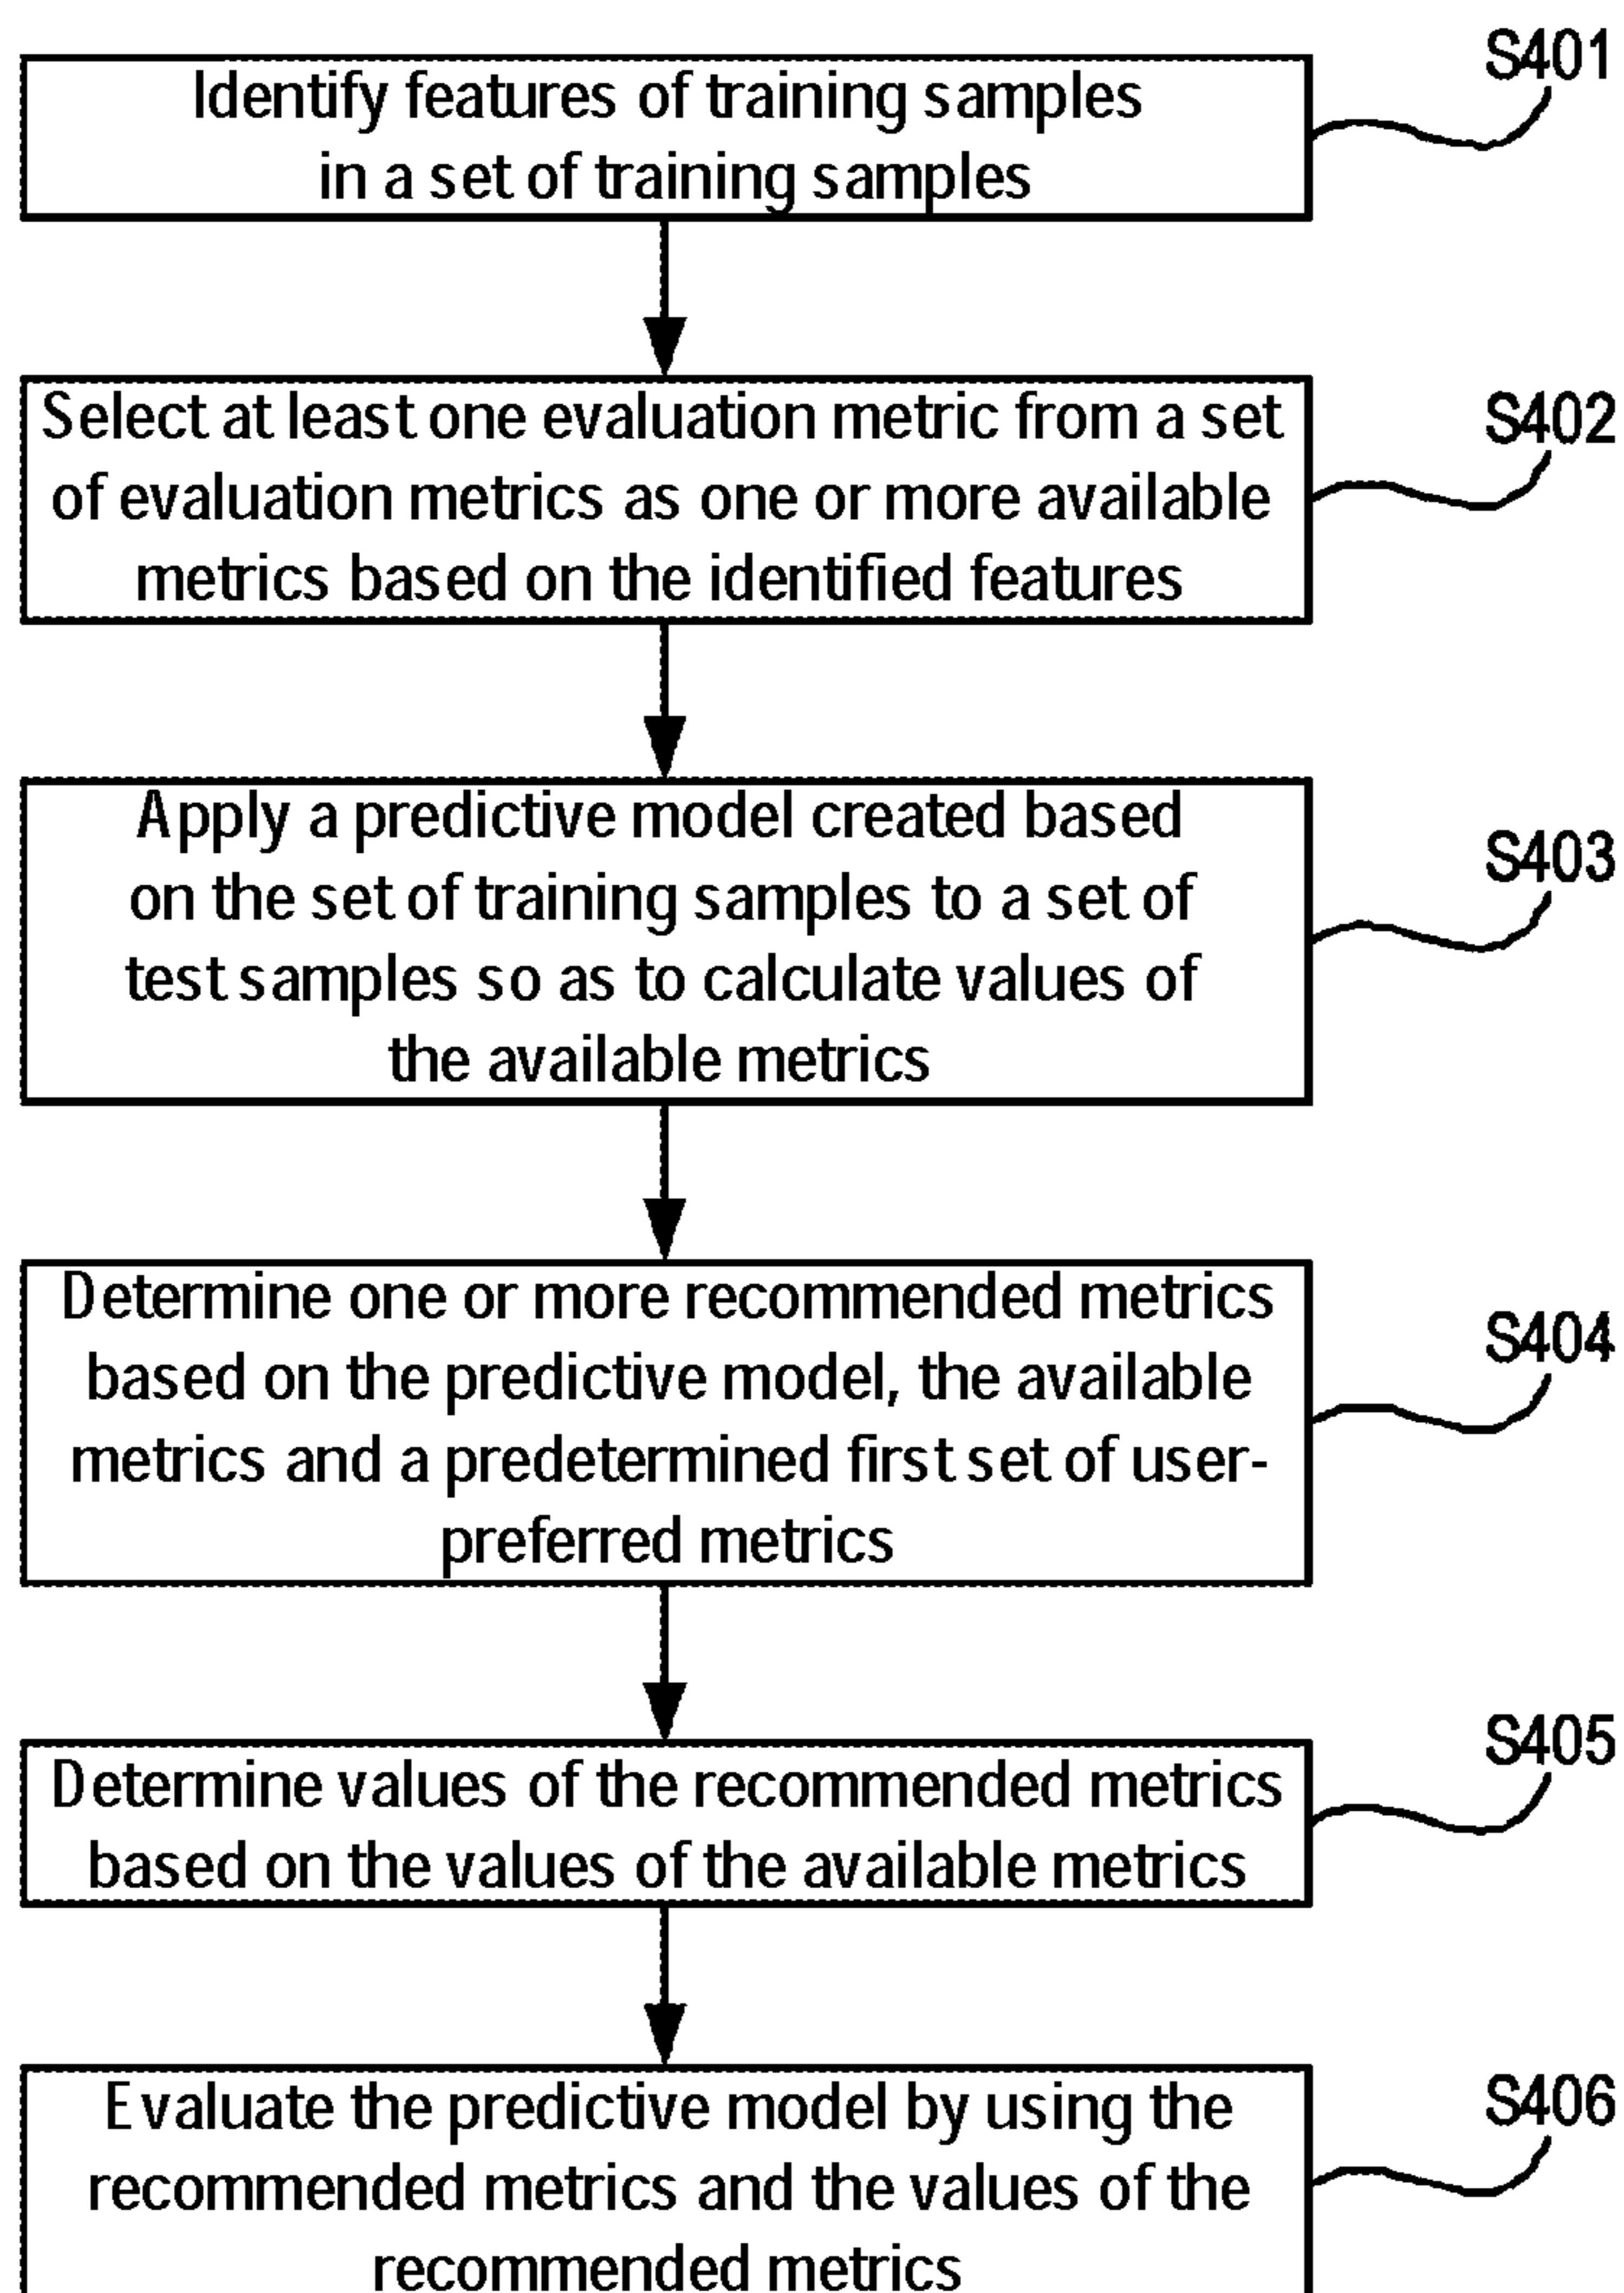 S401
Identify features of training samples
in a set of training samples
S402
Select at least one evaluation metric from a set
of evaluation metrics as one or more available
metrics based on the identified features
S403
Apply a predictive model created based
on the set of training samples to a set of
test samples so as to calculate values of
the available metrics
S404
Determine one or more recommended metrics
based on the predictive model, the available
metrics and a predetermined first set of user-
preferred metrics
S405
Determine values of the recommended metrics
based on the values of the available metrics
S406
Evaluate the predictive model by using the
recommended metrics and the values of the
recommended metrics